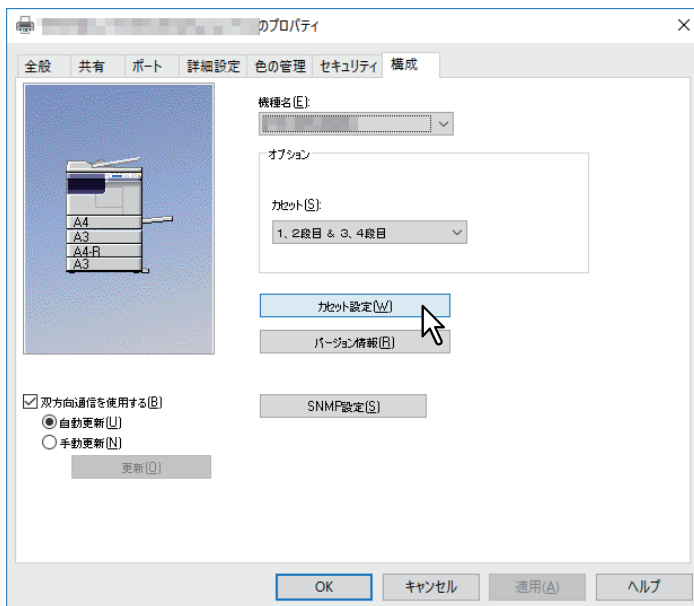 のプロパティ
全般 共有 ポート 詳細設定 色の管理 セキュリティ 構成
機種名(E):
オプション
カセット(S):
1、2段目 & 3、4段目
A4
A3
A4-R
A3
カセット設定(W)
バージョン情報(R)
双方向通信を使用する(B)
SNMP設定(S)
自動更新(U)
手動更新(N)
更新(O)
OK キャンセル 適用(A) ヘルプ